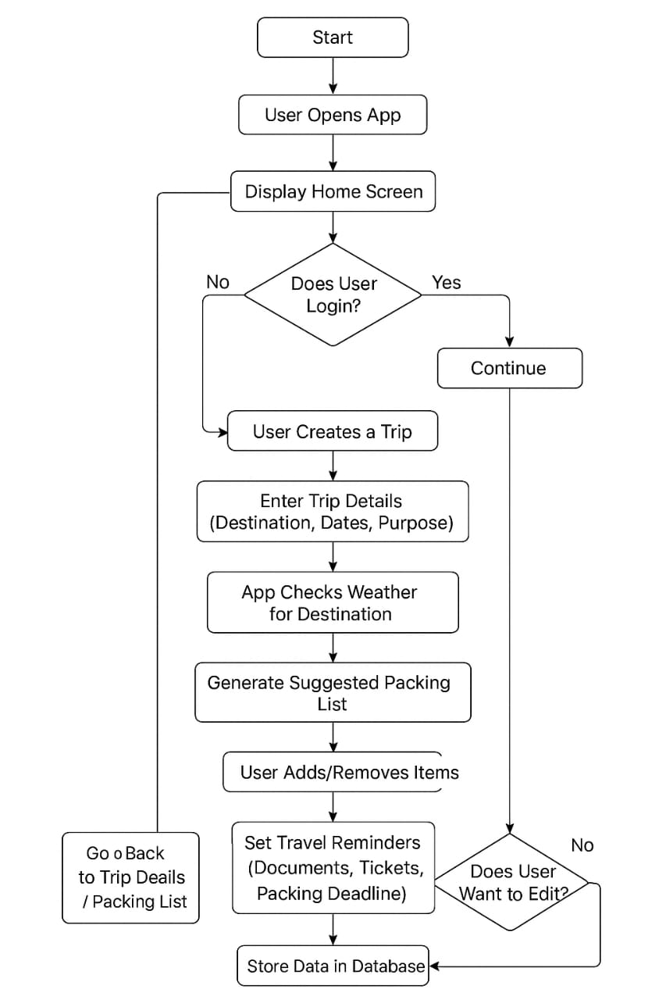 Start
User Opens App
Display Home Screen
Does User
Login?
No
Yes
Continue
User Creates a Trip
Enter Trip Details
(Destination, Dates, Purpose)
App Checks Weather
for Destination
Generate Suggested Packing
List
User Adds/Removes Items
Set Travel Reminders
(Documents, Tickets,
Packing Deadline)
Does User
Want to Edit?
No
Go o Back
to Trip Deails
/ Packing List
Store Data in Database